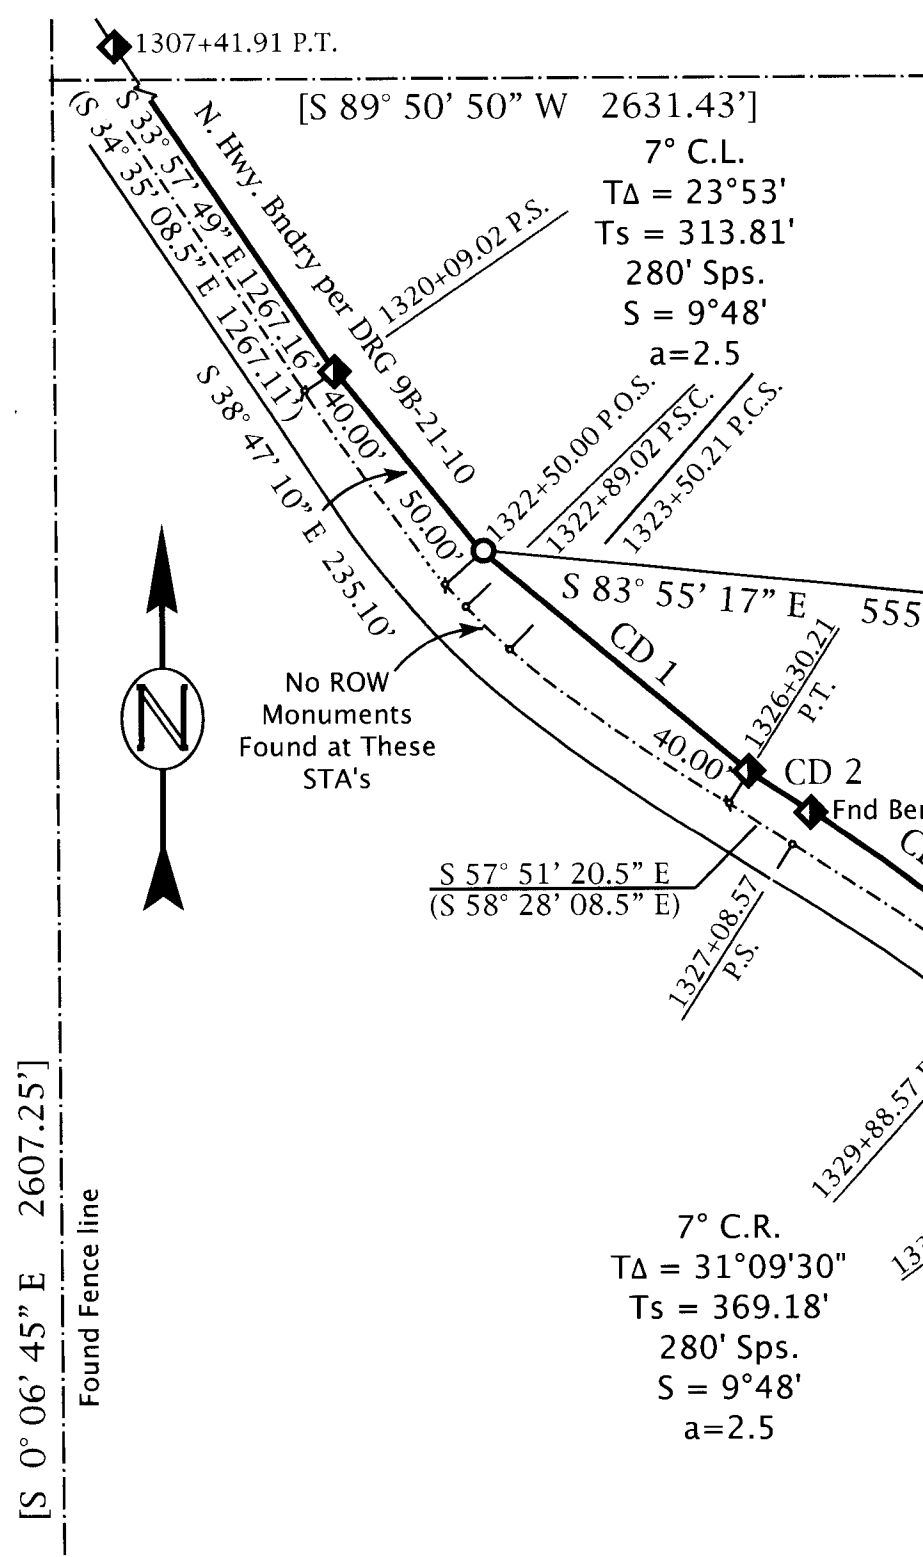 1307+41.91 P.T.
[S 89° 50’ 50” W 2631.43’]
7° C.L.
T∆ = 23°53'
Ts = 313.81'
280' Sps.
S = 9°48'
a=2.5
N. Hwy. Bndry per DRG 9B-21-10
S 33° 57’ 49” E 1267.16’
(S 34° 35’ 08.5” E 1267.11’)
1320+09.02 P.S.
S 38° 47’ 10” E 235.10’
40.00’
50.00’
1322+50.00 P.O.S.
1322+89.02 P.S.C.
1323+50.21 P.C.S.
S 83° 55’ 17” E 555
CD 1
No ROW
Monuments
Found at These
STA's
1326+30.21
P.T.
40.00’
CD 2
Fnd Ber
S 57° 51’ 20.5” E
(S 58° 28’ 08.5” E)
1327+08.57
P.S.
N
1329+88.57
7° C.R.
T∆ = 31°09'30"
Ts = 369.18'
280' Sps.
S = 9°48'
a=2.5
[S 0° 06’ 45” E 2607.25’]
Found Fence line